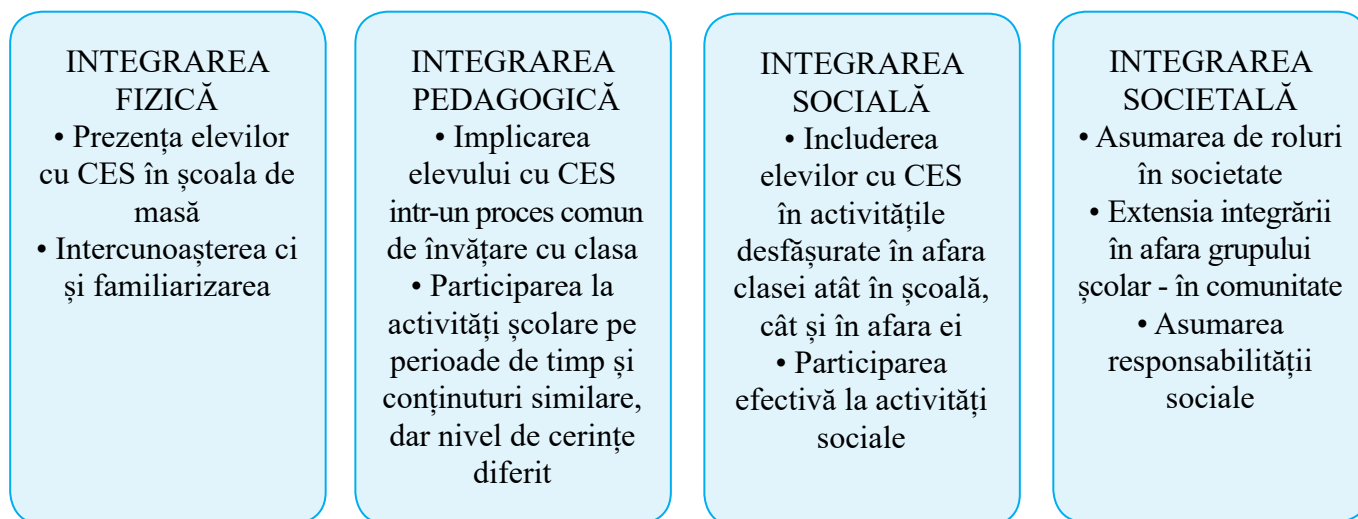 INTEGRAREA
FIZICĂ
• Prezența elevilor
cu CES în școala de
masă
• Intercunoașterea ci
și familiarizarea
INTEGRAREA
PEDAGOGICĂ
• Implicarea
elevului cu CES
intr-un proces comun
de învățare cu clasa
• Participarea la
activități școlare pe
perioade de timp și
conținuturi similare,
dar nivel de cerințe
diferit
INTEGRAREA
SOCIALĂ
• Includerea
elevilor cu CES
în activitățile
desfășurate în afara
clasei atât în școală,
cât și în afara ei
• Participarea
efectivă la activități
sociale
INTEGRAREA
SOCIETALĂ
• Asumarea de roluri
în societate
• Extensia integrării
în afara grupului
școlar - în comunitate
• Asumarea
responsabilității
sociale